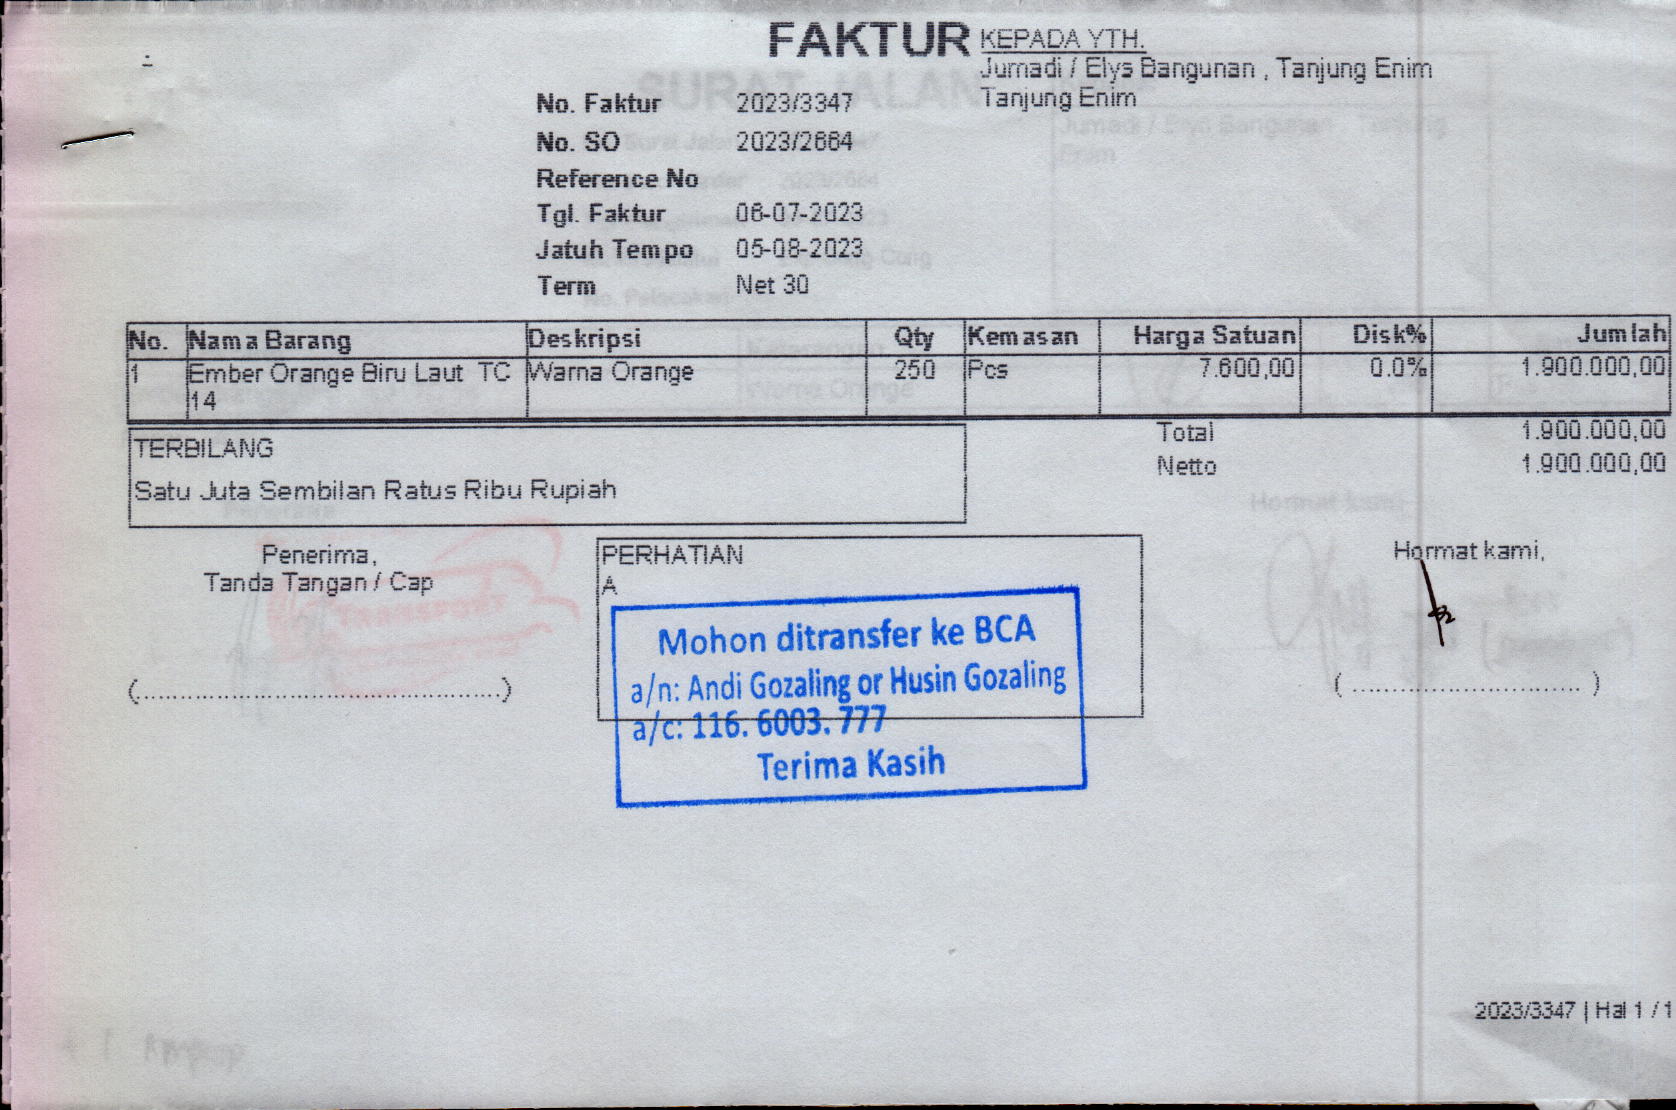 FAKTUR
KEPADA YTH.
Jumadi / Elys Bangunan , Tanjung Enim
Tanjung Enim
No. Faktur 2023/3347
No. SO 2023/2664
Reference No
Tgl. Faktur 06-07-2023
Jatuh Tempo 05-08-2023
Term Net 30
No. Nama Barang Deskripsi Qty Kemasan Harga Satuan Disk% Jumlah
1 Ember Orange Biru Laut TC Warna Orange 250 Pcs 7.600,00 0.0% 1.900.000,00
14
Total 1.900.000,00
Netto 1.900.000,00
TERBILANG
Satu Juta Sembilan Ratus Ribu Rupiah
Penerima,
Tanda Tangan / Cap
(................................................)
PERHATIAN
A
Mohon ditransfer ke BCA
a/n: Andi Gozaling or Husin Gozaling
a/c: 116. 6003. 777
Terima Kasih
Hormat kami,
( ............................. )
2023/3347 | Hal 1 / 1